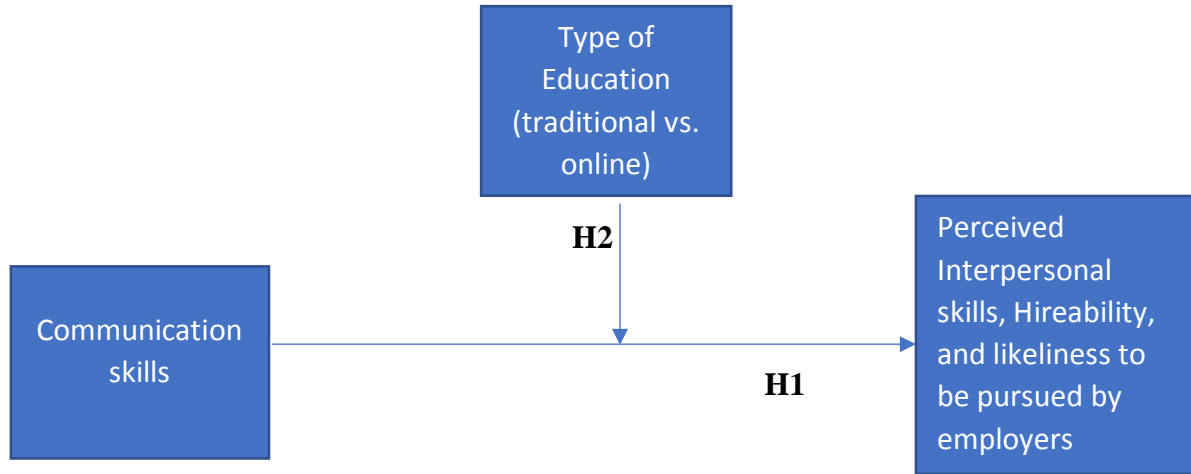 Type of
Education
(traditional vs.
online)
H2
Communication
skills
H1
Perceived
Interpersonal
skills, Hireability,
and likeliness to
be pursued by
employers